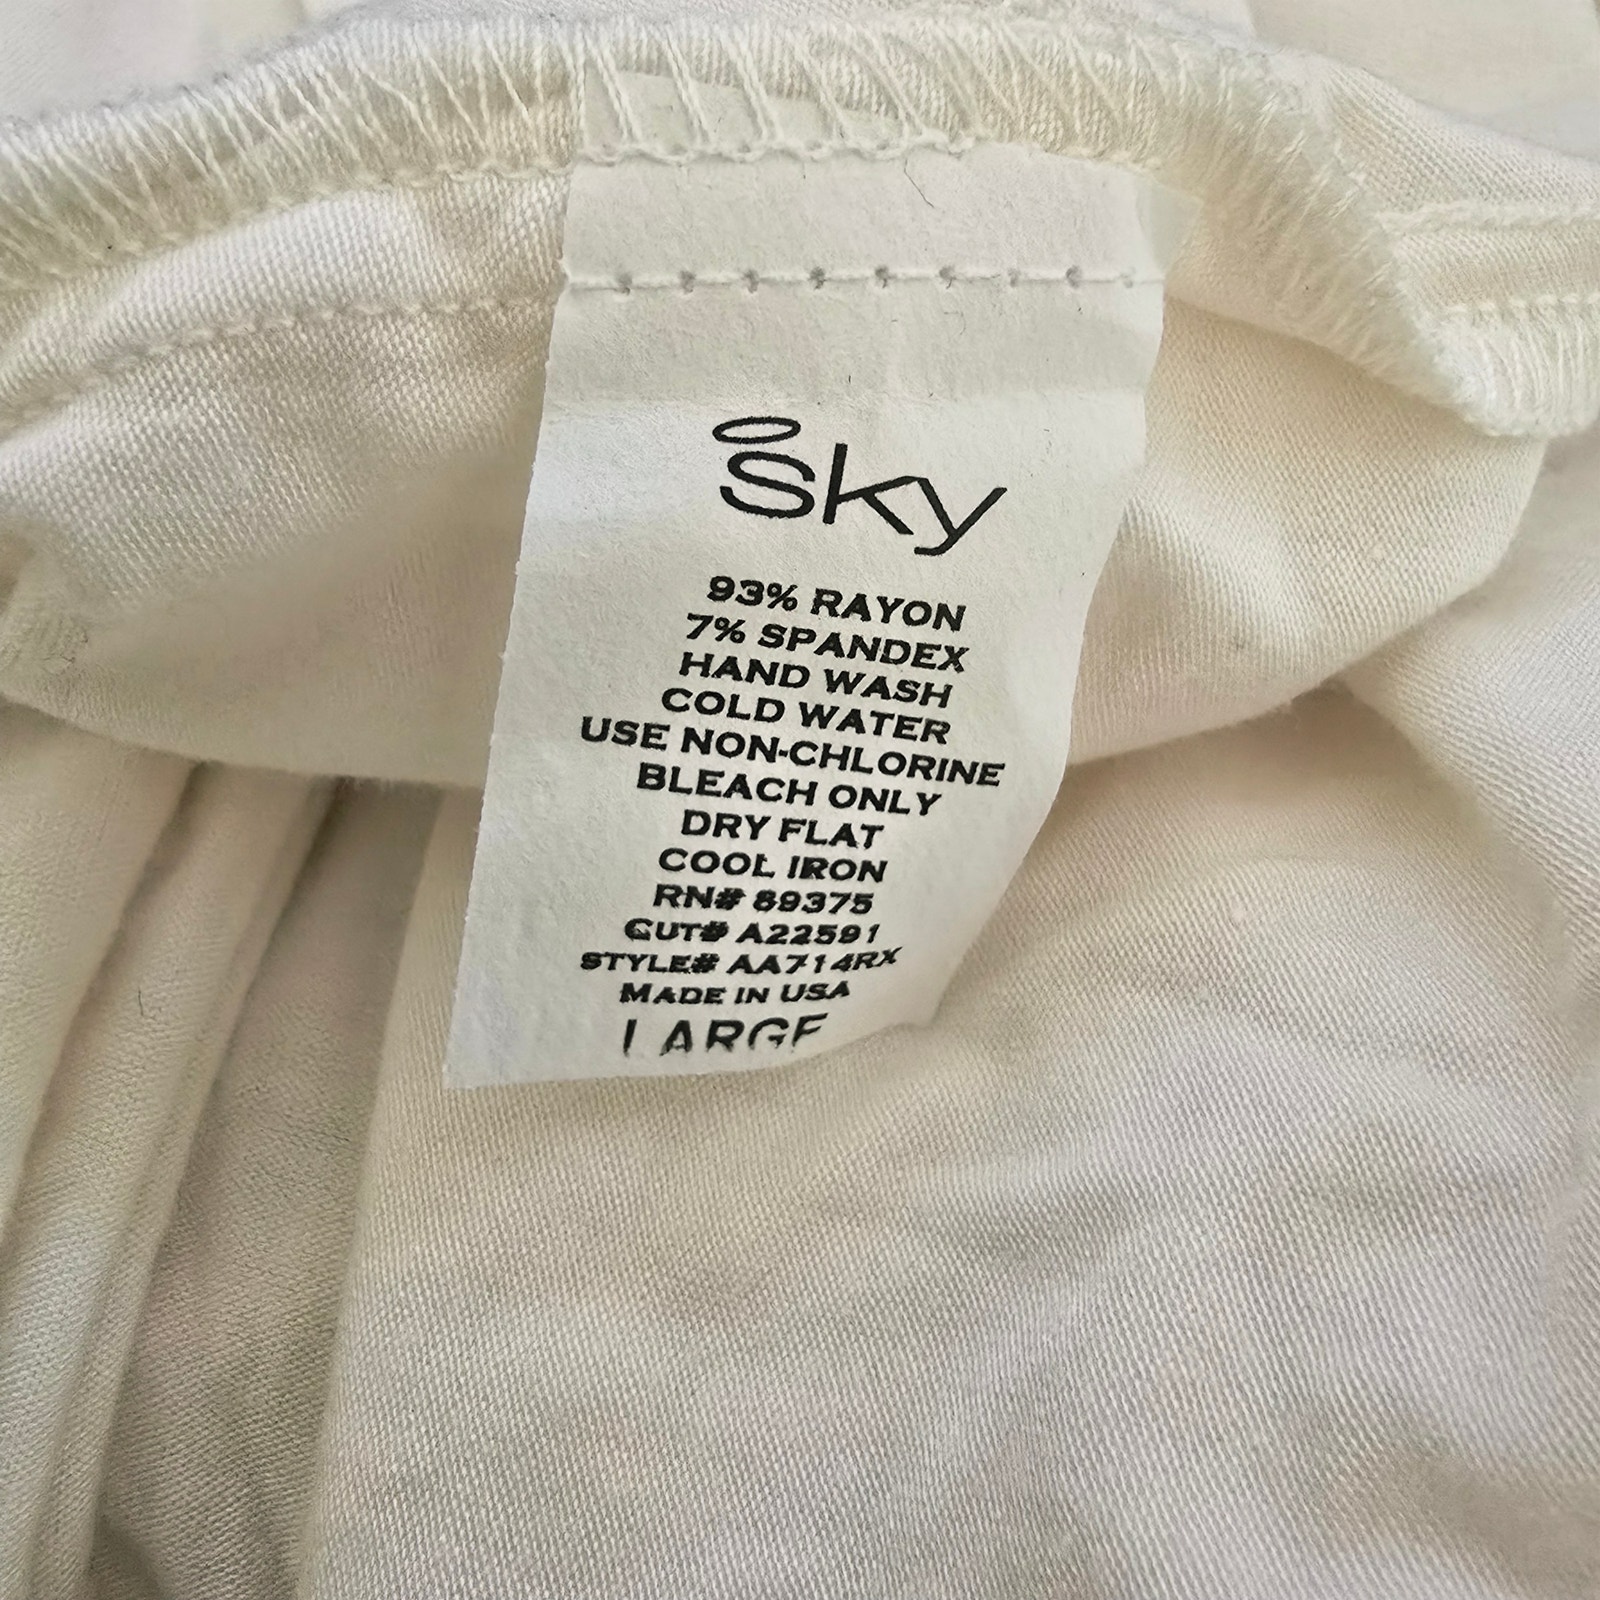 sky
93% RAYON
7% SPANDEX
HAND WASH
COLD WATER
USE NON-CHLORINE
BLEACH ONLY
DRY FLAT
COOL IRON
RN# 89375
CUT# A22591
STYLE# AA714RX
MADE IN USA
LARGE